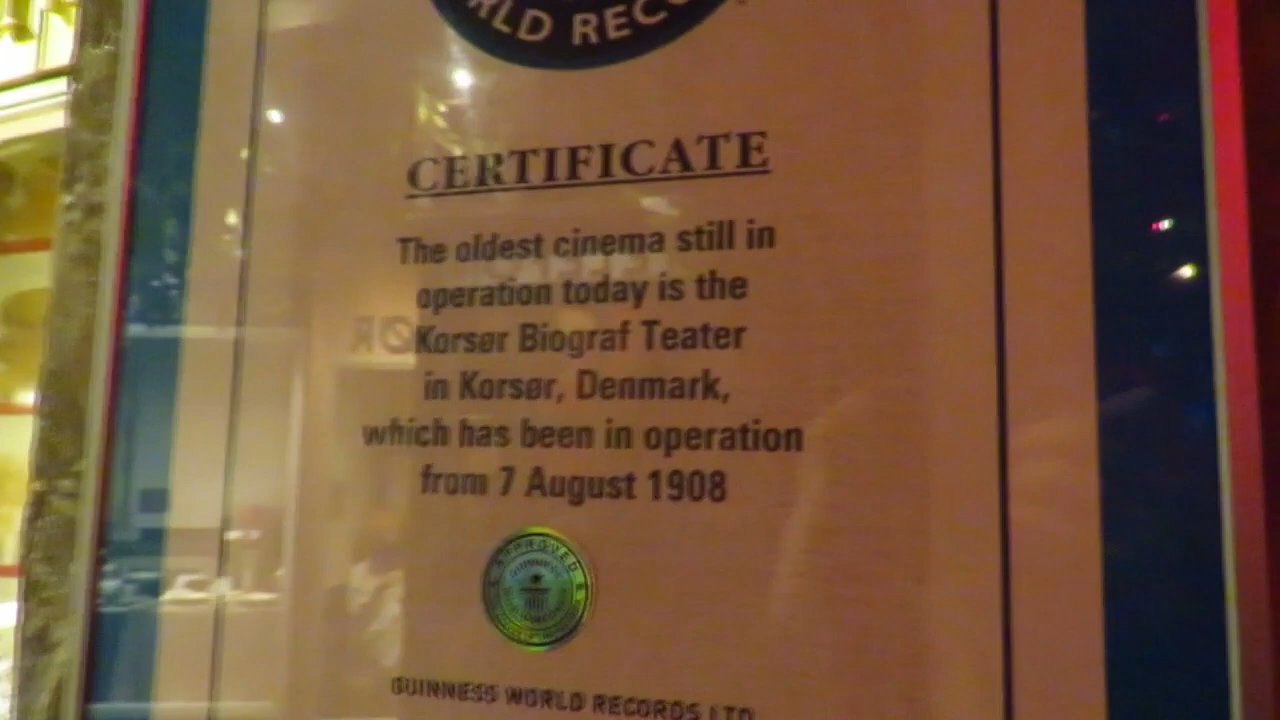 RLD RECO
CERTIFICATE
The oldest cinema still in
operation today is the
Korsør Biograf Teater
in Korsør, Denmark,
which has been in operation
from 7 August 1908
APPROVED
GUINNESS WORLD RECORDS LTD